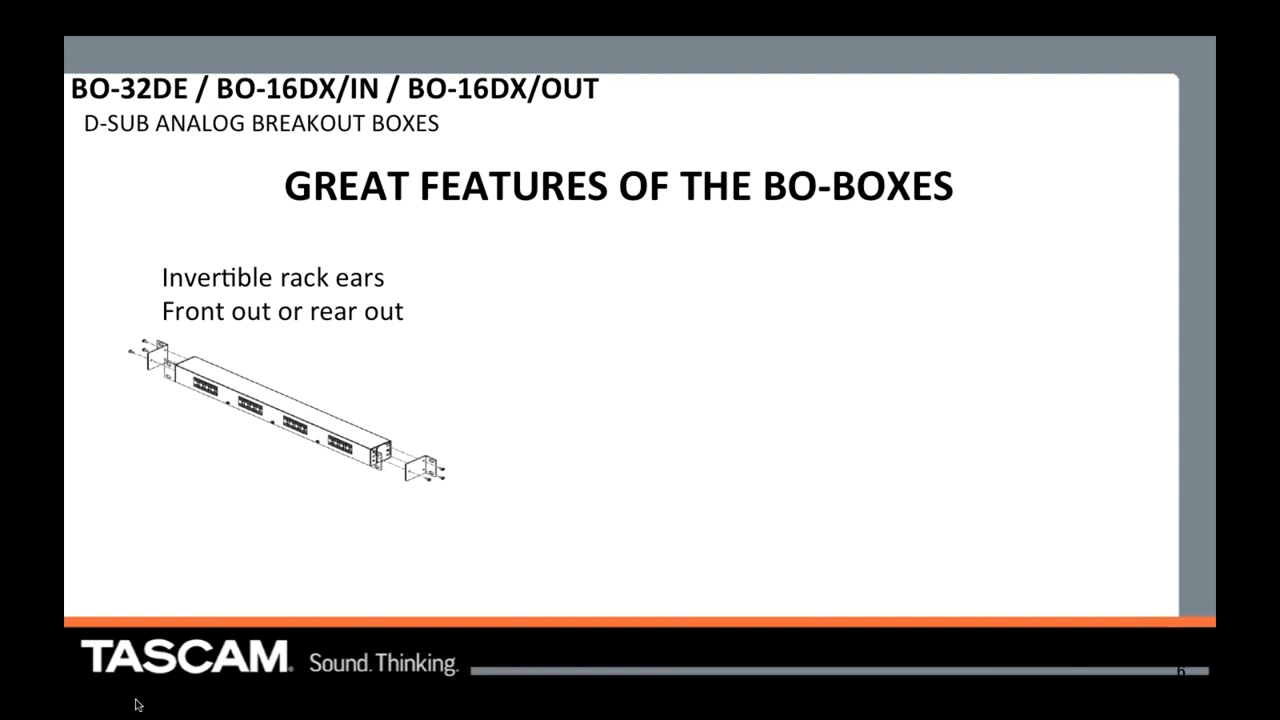 BO-32DE / BO-16DX/IN / BO-16DX/OUT
D-SUB ANALOG BREAKOUT BOXES
GREAT FEATURES OF THE BO-BOXES
Invertible rack ears
Front out or rear out
TASCAM. Sound.Thinking.
6